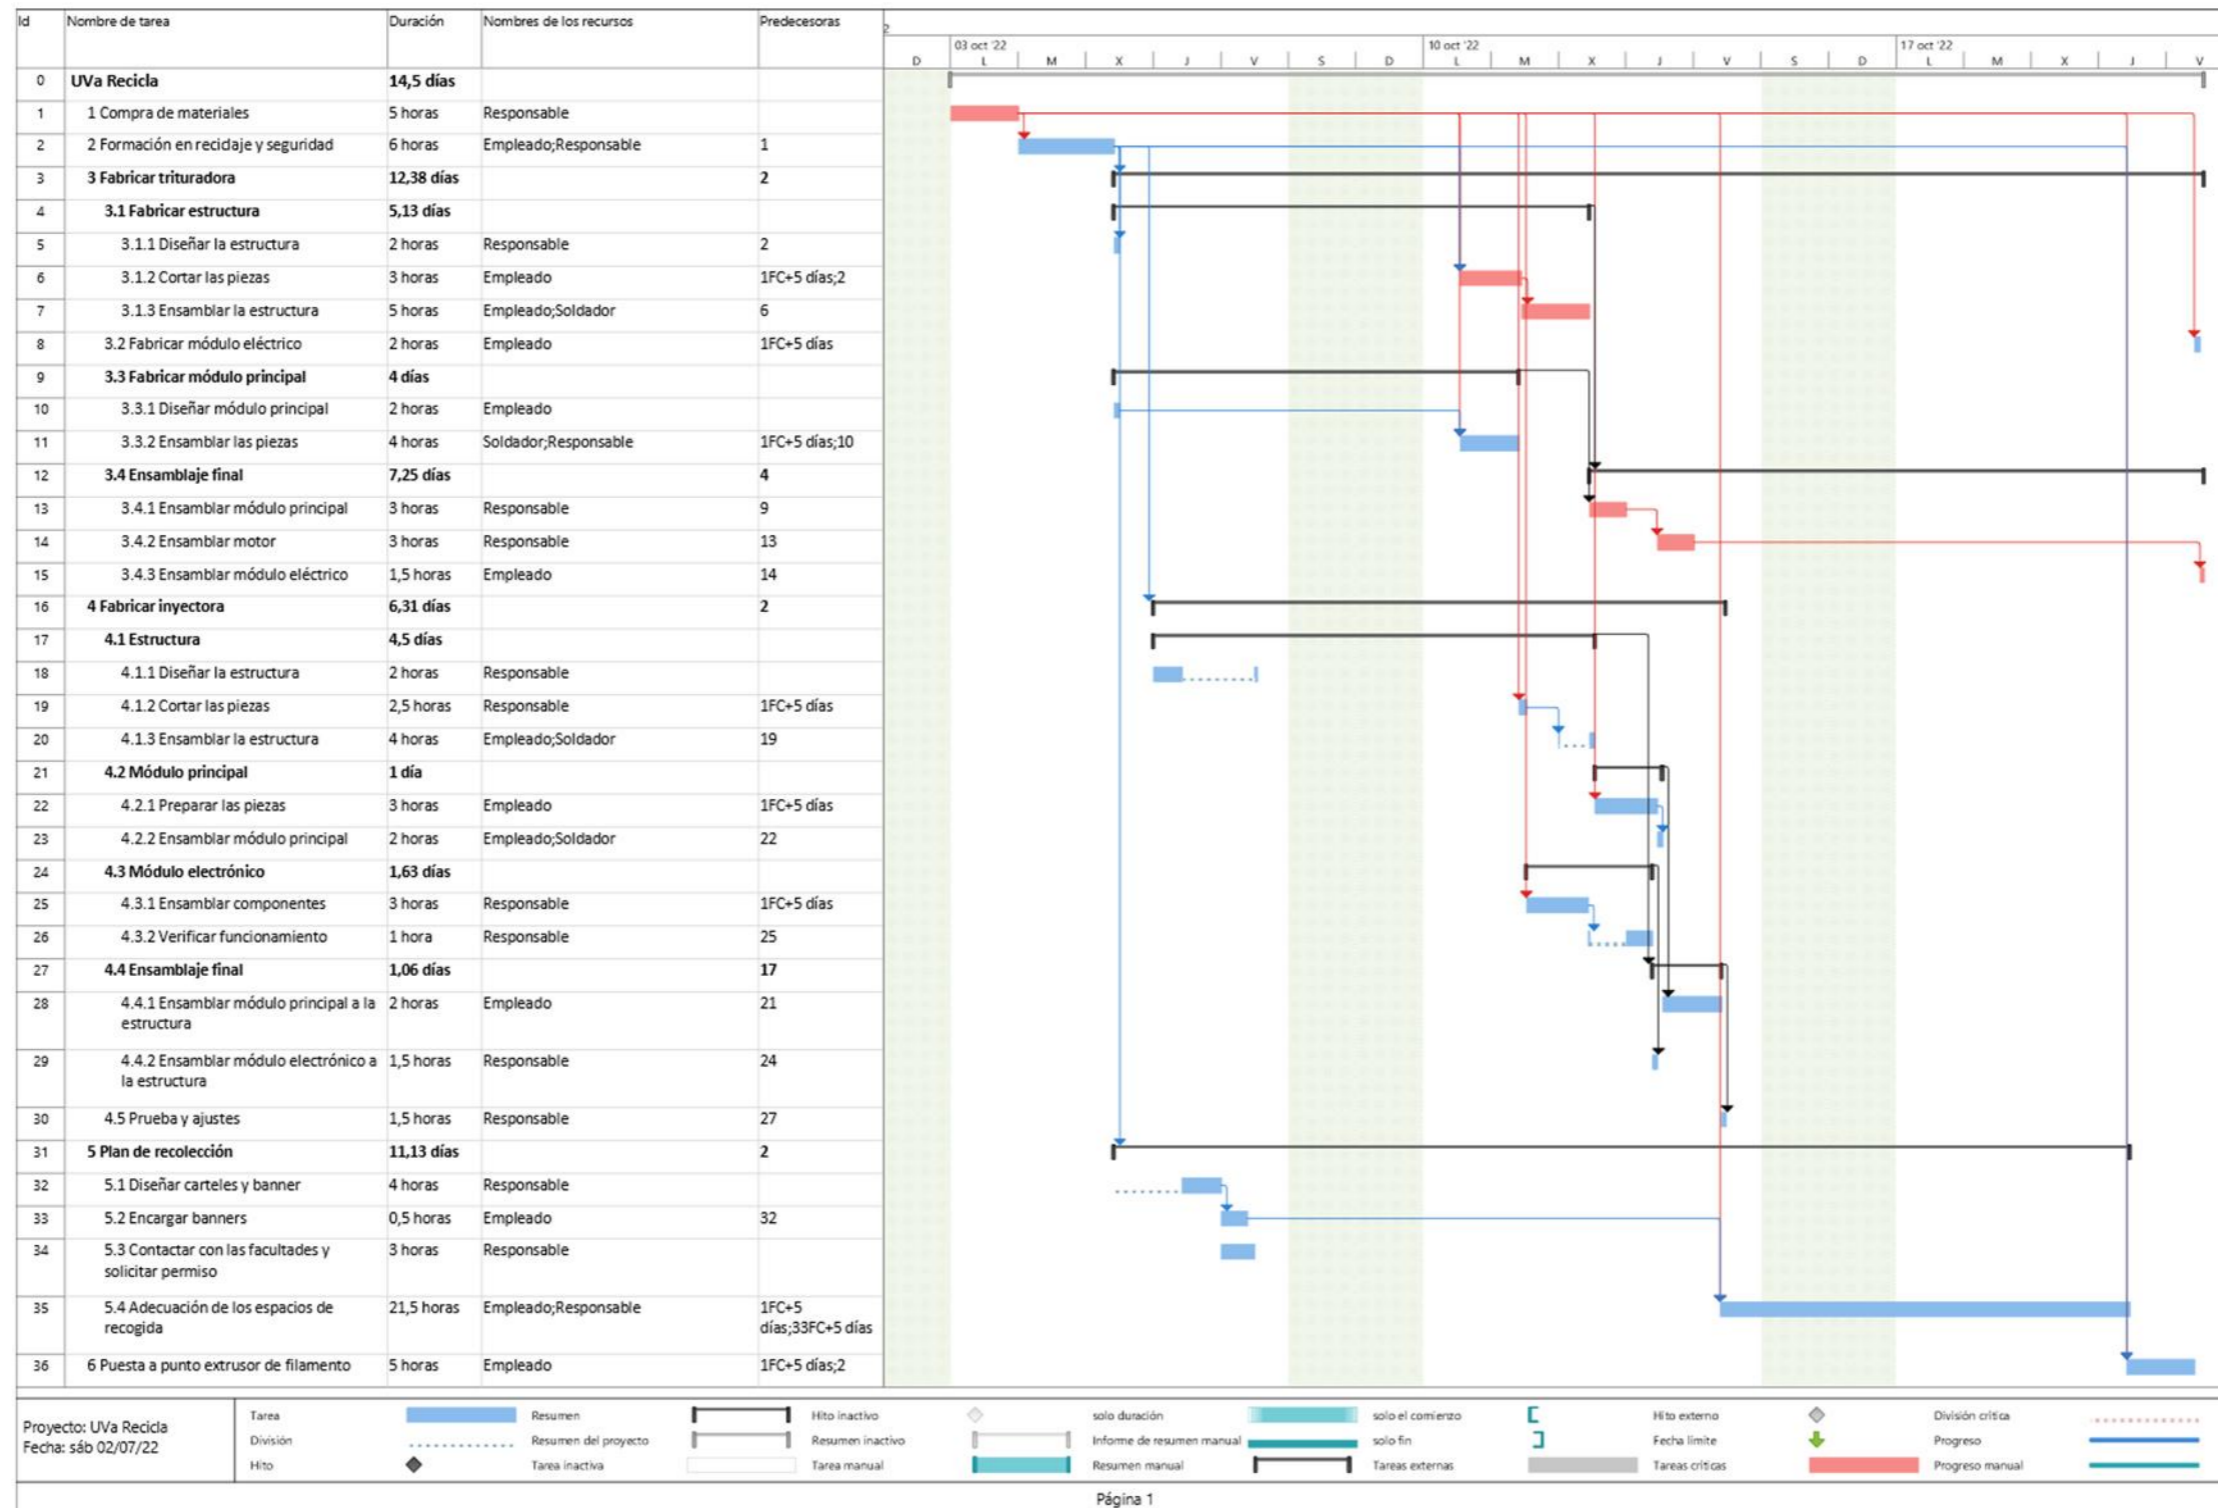 Id Nombre de tarea Duración Nombres de los recursos Predecesoras
2
03 oct '22 10 oct '22 17 oct '22
D L M X J V S D L M X J V S D L M X J V
0 UVa Recicla 14,5 días
1 1 Compra de materiales 5 horas Responsable
2 2 Formación en reciclaje y seguridad 6 horas Empleado;Responsable 1
3 3 Fabricar trituradora 12,38 días 2
4 3.1 Fabricar estructura 5,13 días
5 3.1.1 Diseñar la estructura 2 horas Responsable 2
6 3.1.2 Cortar las piezas 3 horas Empleado 1FC+5 días;2
7 3.1.3 Ensamblar la estructura 5 horas Empleado;Soldador 6
8 3.2 Fabricar módulo eléctrico 2 horas Empleado 1FC+5 días
9 3.3 Fabricar módulo principal 4 días
10 3.3.1 Diseñar módulo principal 2 horas Empleado
11 3.3.2 Ensamblar las piezas 4 horas Soldador;Responsable 1FC+5 días;10
12 3.4 Ensamblaje final 7,25 días 4
13 3.4.1 Ensamblar módulo principal 3 horas Responsable 9
14 3.4.2 Ensamblar motor 3 horas Responsable 13
15 3.4.3 Ensamblar módulo eléctrico 1,5 horas Empleado 14
16 4 Fabricar inyectora 6,31 días 2
17 4.1 Estructura 4,5 días
18 4.1.1 Diseñar la estructura 2 horas Responsable
19 4.1.2 Cortar las piezas 2,5 horas Responsable 1FC+5 días
20 4.1.3 Ensamblar la estructura 4 horas Empleado;Soldador 19
21 4.2 Módulo principal 1 día
22 4.2.1 Preparar las piezas 3 horas Empleado 1FC+5 días
23 4.2.2 Ensamblar módulo principal 2 horas Empleado;Soldador 22
24 4.3 Módulo electrónico 1,63 días
25 4.3.1 Ensamblar componentes 3 horas Responsable 1FC+5 días
26 4.3.2 Verificar funcionamiento 1 hora Responsable 25
27 4.4 Ensamblaje final 1,06 días 17
28 4.4.1 Ensamblar módulo principal a la 2 horas Empleado 21
estructura
29 4.4.2 Ensamblar módulo electrónico a 1,5 horas Responsable 24
la estructura
30 4.5 Prueba y ajustes 1,5 horas Responsable 27
31 5 Plan de recolección 11,13 días 2
32 5.1 Diseñar carteles y banner 4 horas Responsable
33 5.2 Encargar banners 0,5 horas Empleado 32
34 5.3 Contactar con las facultades y 3 horas Responsable
solicitar permiso
35 5.4 Adecuación de los espacios de 21,5 horas Empleado;Responsable 1FC+5
recogida días;33FC+5 días
36 6 Puesta a punto extrusor de filamento 5 horas Empleado 1FC+5 días;2
Proyecto: UVa Recicla
Fecha: sáb 02/07/22
Tarea Resumen Hito inactivo solo duración solo el comienzo Hito externo División crítica
División Resumen del proyecto Resumen inactivo Informe de resumen manual solo fin Fecha límite Progreso
Hito Tarea inactiva Tarea manual Resumen manual Tareas externas Tareas críticas Progreso manual
Página 1